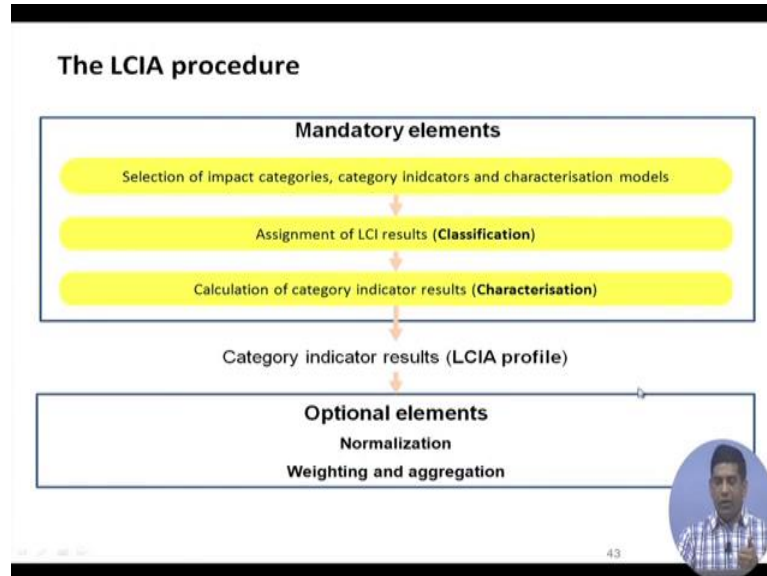 The LCIA procedure
Mandatory elements
Selection of impact categories, category inidcators and characterisation models
Assignment of LCI results (Classification)
Calculation of category indicator results (Characterisation)
Category indicator results (LCIA profile)
Optional elements
Normalization
Weighting and aggregation
43